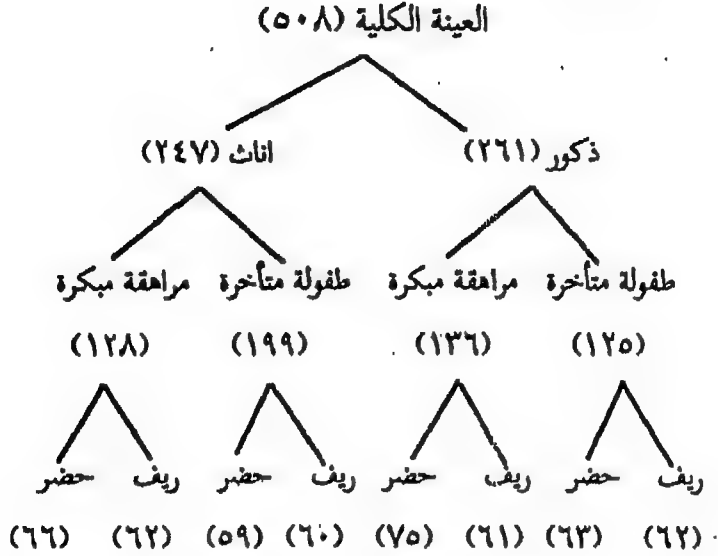 العينة الكلية (٥٠٨)
ذكور (٢٦١) اناث (٢٤٧)
طفولة متأخرة مراهقة مبكرة طفولة متأخرة مراهقة مبكرة
(١٢٥) (١٣٦) (١٩٩) (١٢٨)
ريف حضر ريف حضر ريف حضر ريف حضر
(٦٢) (٦٣) (٦١) (٧٥) (٦٠) (٥٩) (٦٢) (٦٦)